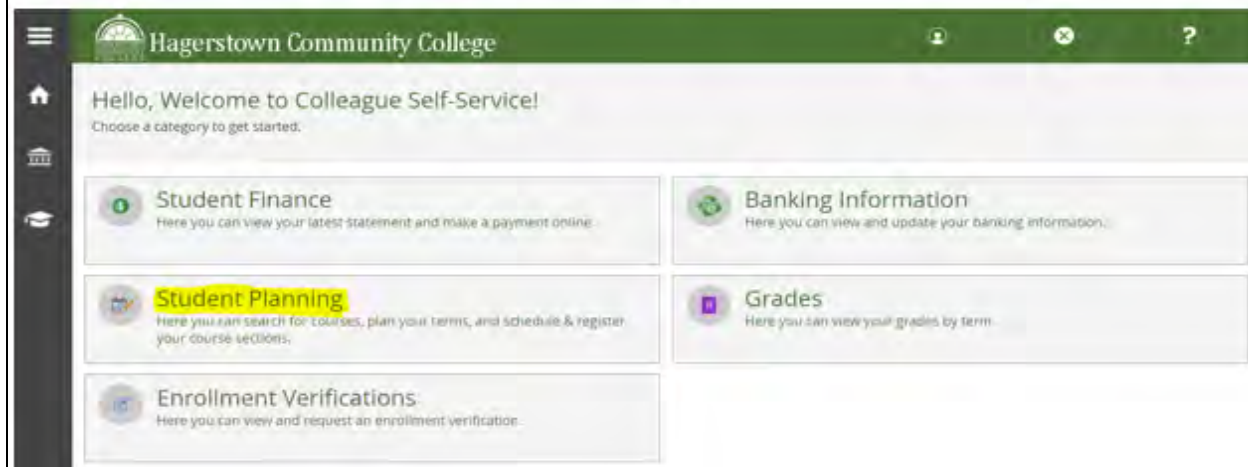 Hagerstown Community College
?
Hello, Welcome to Colleague Self-Service!
Choose a category to get started.
Student Finance
Here you can view your latest statement and make a payment online.
Banking Information
Here you can view and update your banking information.
Student Planning
Here you can search for courses, plan your terms, and schedule & register
your course sections.
Grades
Here you can view your grades by term.
Enrollment Verifications
Here you can view and request an enrollment verification.